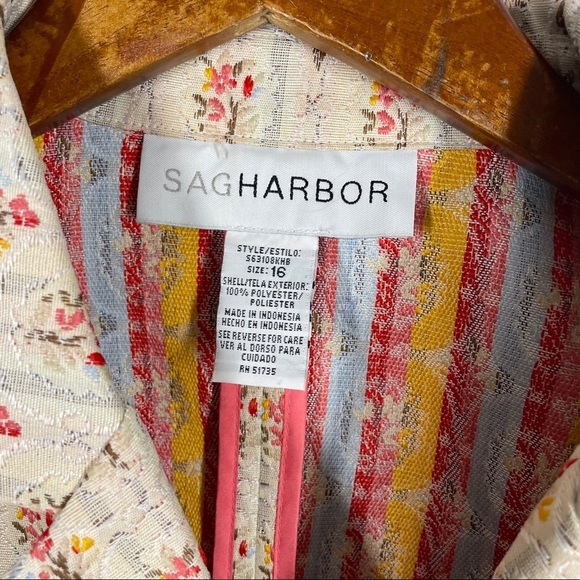 SAGHARBOR
STYLE/ESTILO:
S63108KHB
SIZE: 16
SHELL/TELA EXTERIOR:
100% POLYESTER/
POLIESTER
MADE IN INDONESIA
HECHO EN INDONESIA
SEE REVERSE FOR CARE
VER AL DORSO PARA
CUIDADO
RN 51735